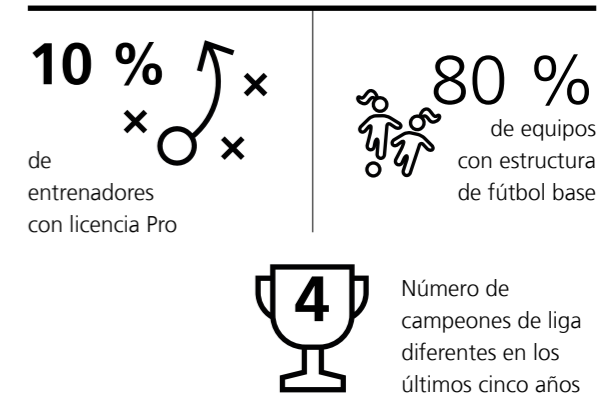 10 %
de
entrenadores
con licencia Pro
80 %
de equipos
con estructura
de fútbol base
4
Número de
campeones de liga
diferentes en los
últimos cinco años